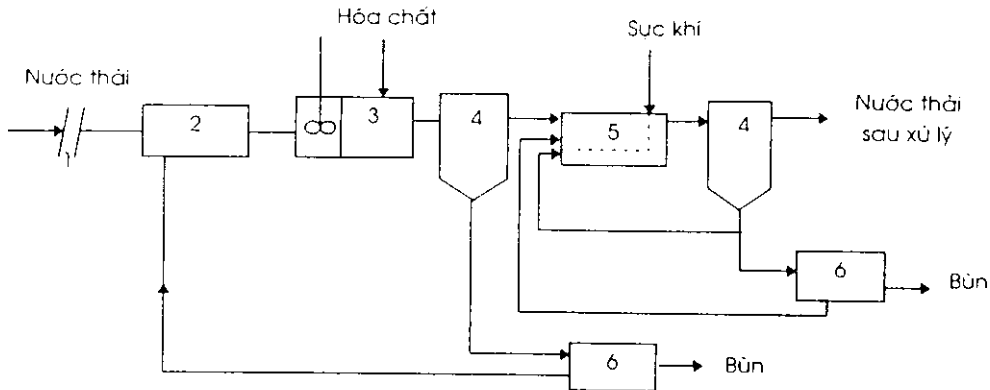 Hóa chất
Sục khí
Nước thải
1
2
3
4
5
4
Nước thải
sau xử lý
6
Bùn
6
Bùn